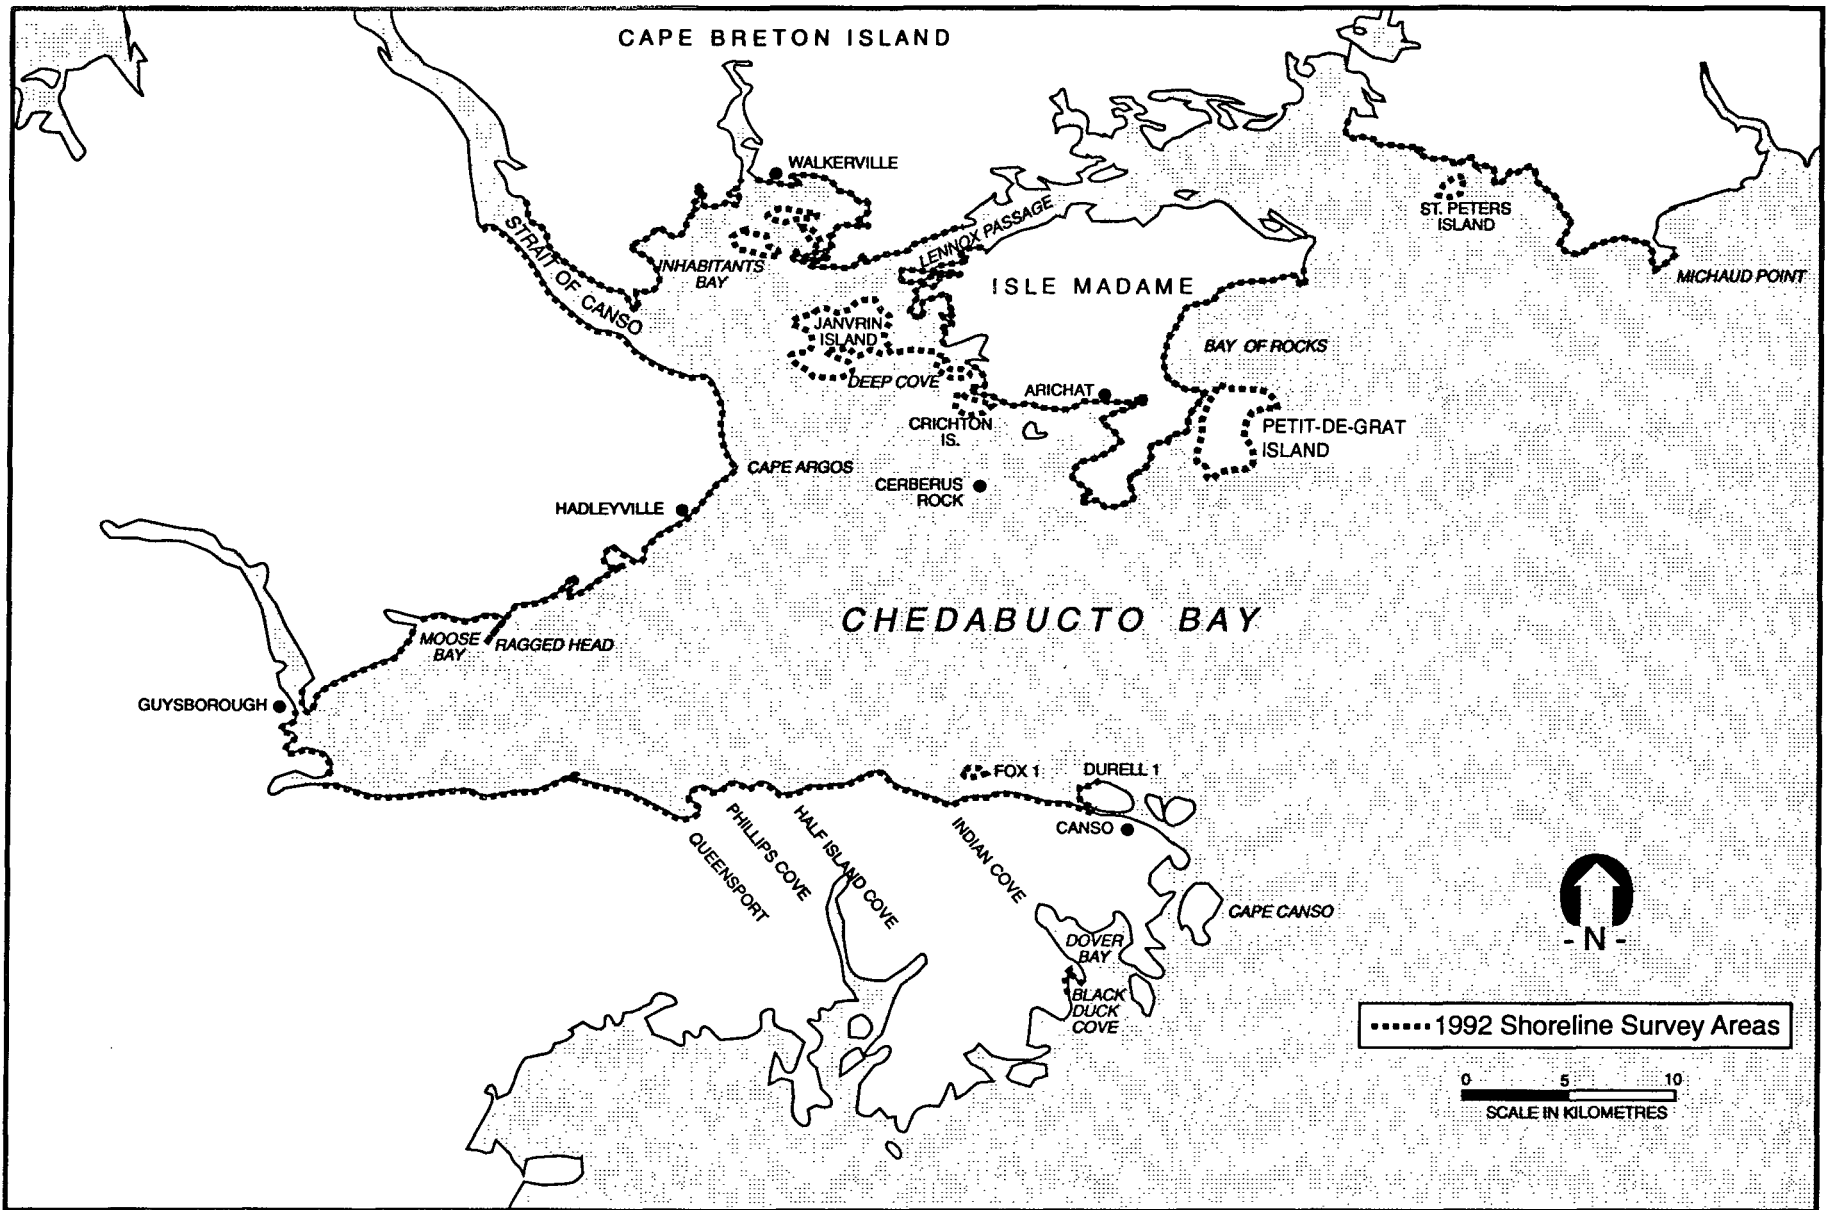 CAPE BRETON ISLAND
WALKERVILLE
STRAIT OF CANSO
INHABITANTS
BAY
LENNOX PASSAGE
ST. PETERS
ISLAND
MICHAUD POINT
ISLE MADAME
JANVRIN
ISLAND
BAY OF ROCKS
DEEP COVE
ARICHAT
CRICHTON
IS.
PETIT-DE-GRAT
ISLAND
CAPE ARGOS
CERBERUS
ROCK
HADLEYVILLE
CHEDABUCTO BAY
MOOSE
BAY
RAGGED HEAD
GUYSBOROUGH
FOX 1
DURELL 1
CANSO
QUEENSPORT
PHILLIPS COVE
HALF ISLAND COVE
INDIAN COVE
CAPE CANSO
DOVER
BAY
BLACK
DUCK
COVE
- N -
1992 Shoreline Survey Areas
0 5 10
SCALE IN KILOMETRES